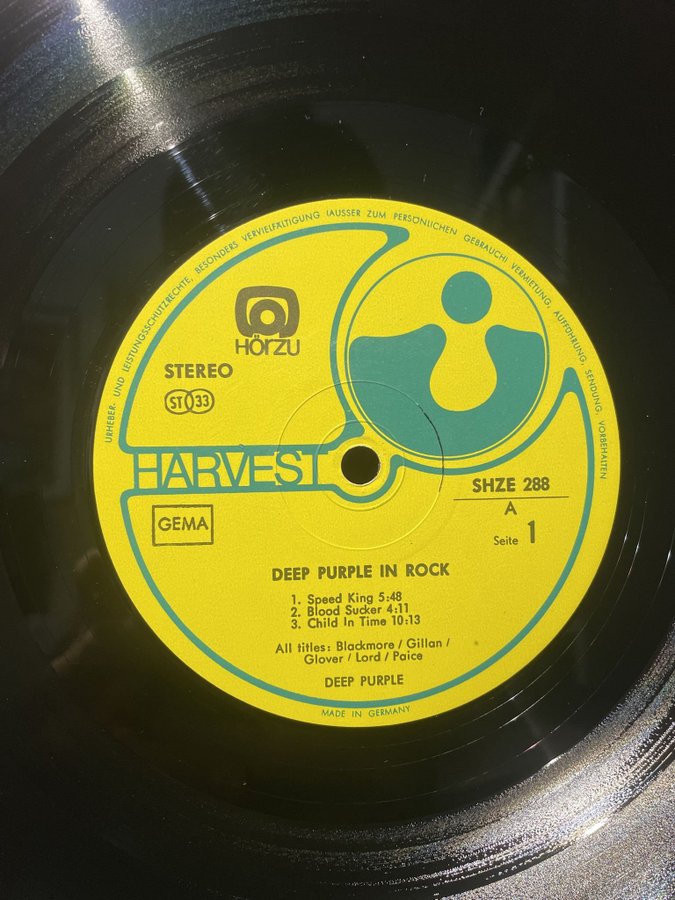 URHEBER- UND LEISTUNGSSCHUTZRECHTE, BESONDERS VERVIELFÄLTIGUNG (AUSSER ZUM PERSÖNLICHEN GEBRAUCH) VERMIETUNG, AUFFÜHRUNG, SENDUNG, VORBEHALTEN
HÖRZU
STEREO
ST 33
HARVEST
GEMA
SHZE 288
A
Seite 1
DEEP PURPLE IN ROCK
1. Speed King 5:48
2. Blood Sucker 4:11
3. Child In Time 10:13
All titles: Blackmore / Gillan /
Glover / Lord / Paice
DEEP PURPLE
MADE IN GERMANY